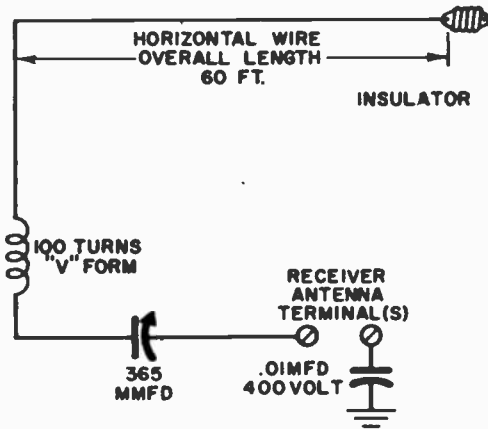 HORIZONTAL WIRE
OVERALL LENGTH
60 FT.
INSULATOR
100 TURNS
"V" FORM
RECEIVER
ANTENNA
TERMINAL(S)
365
MMFD
.01MFD
400 VOLT